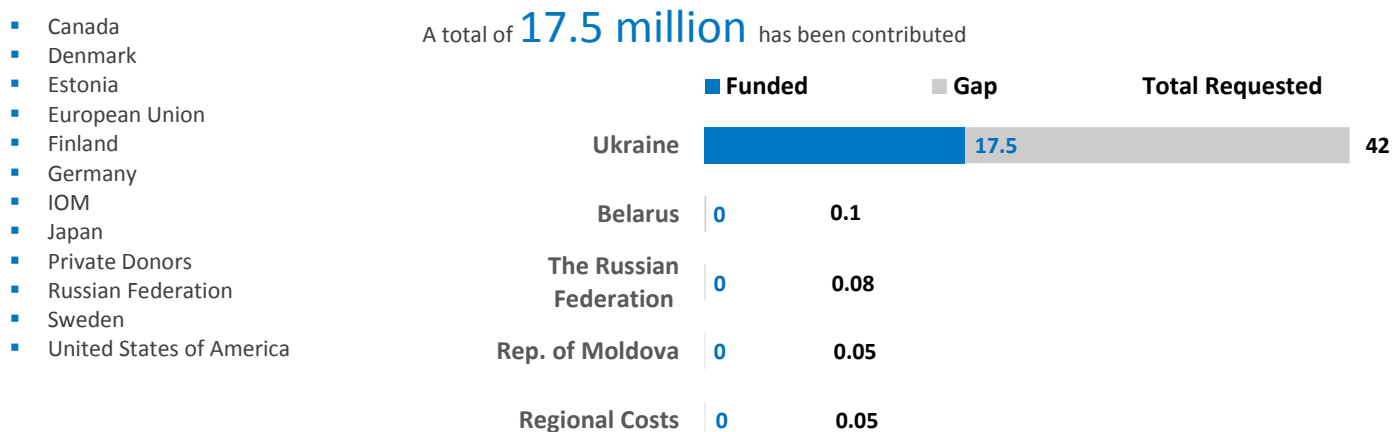 Canada
Denmark
Estonia
European Union
Finland
Germany
IOM
Japan
Private Donors
Russian Federation
Sweden
United States of America
A total of 17.5 million has been contributed
Funded Gap Total Requested
Ukraine 17.5 42
Belarus 0 0.1
The Russian
Federation 0 0.08
Rep. of Moldova 0 0.05
Regional Costs 0 0.05